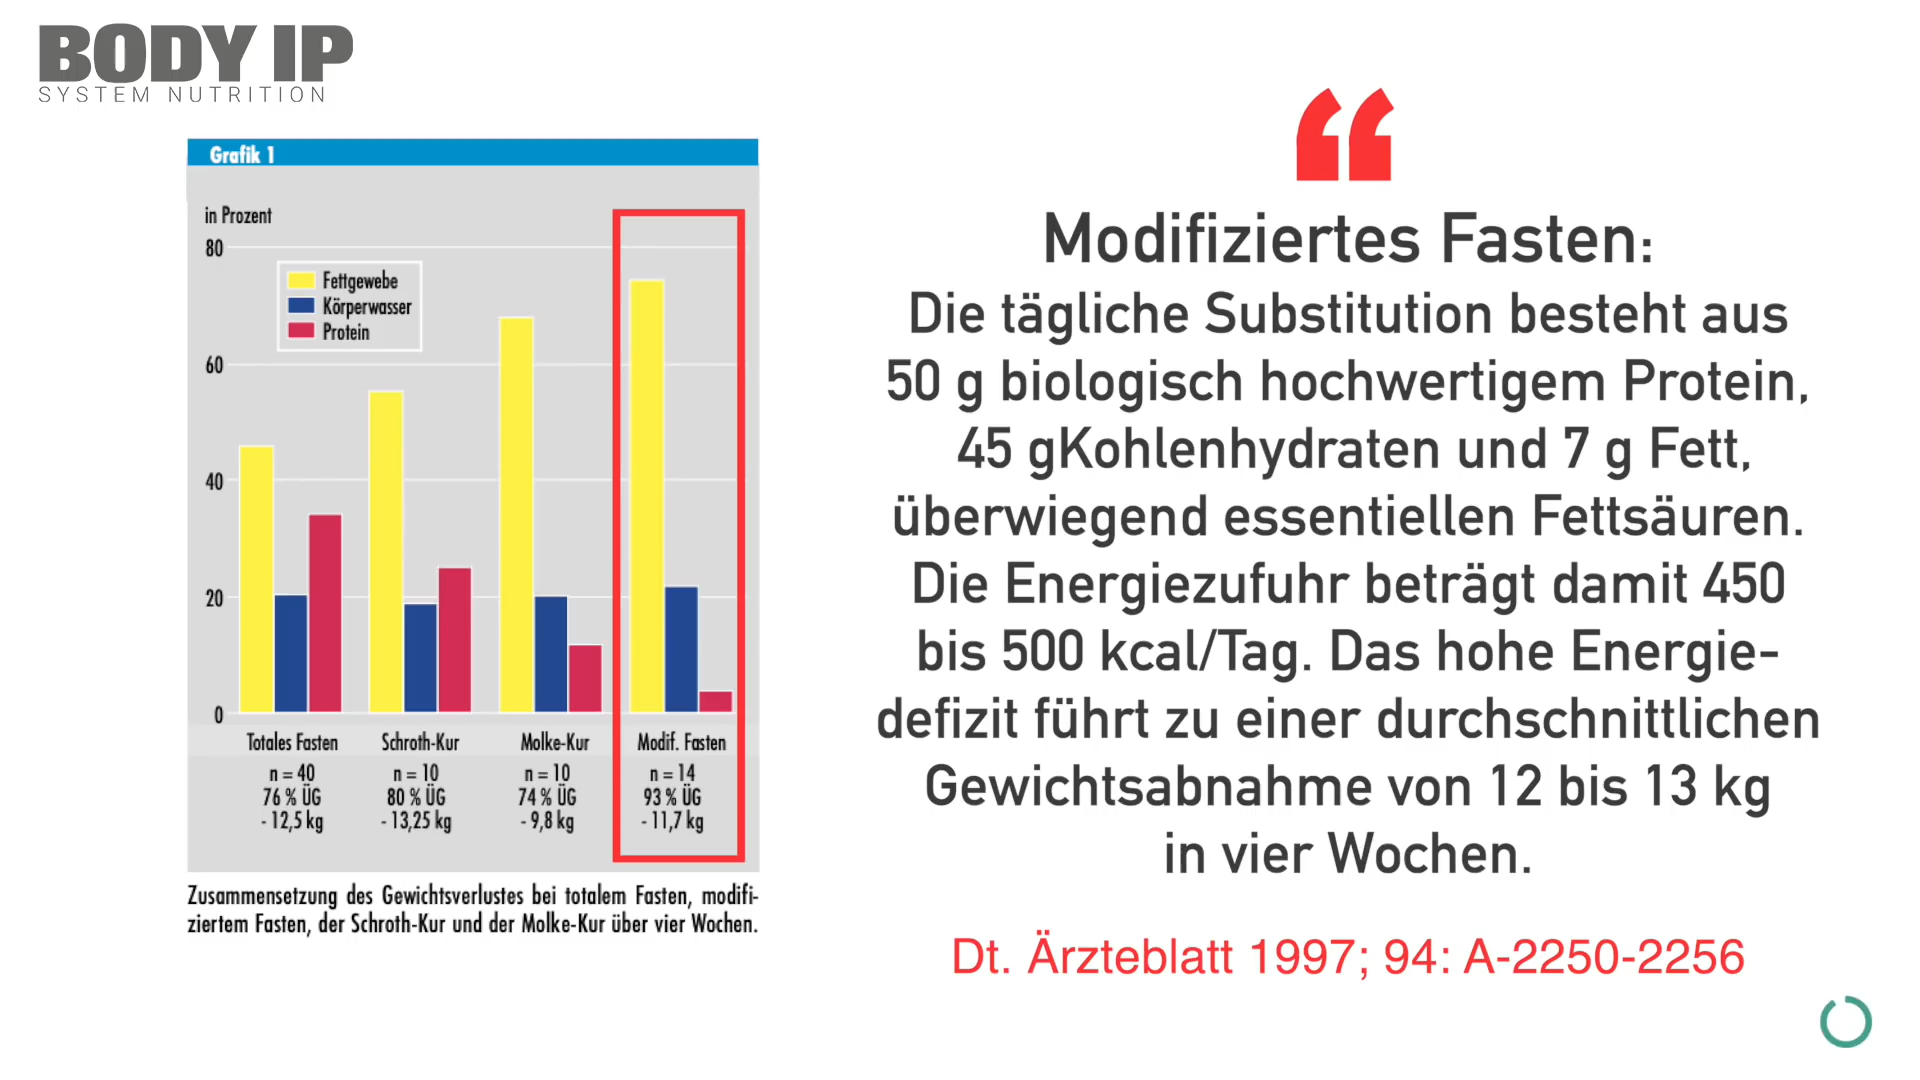 BODY IP
SYSTEM NUTRITION
Grafik 1
in Prozent
80
60
40
20
0
Fettgewebe
Körperwasser
Protein
Totales Fasten
n = 40
76 % ÜG
- 12,5 kg
Schroth-Kur
n = 10
80 % ÜG
- 13,25 kg
Molke-Kur
n = 10
74 % ÜG
- 9,8 kg
Modif. Fasten
n = 14
93 % ÜG
- 11,7 kg
Zusammensetzung des Gewichtsverlustes bei totalem Fasten, modifi-
ziertem Fasten, der Schroth-Kur und der Molke-Kur über vier Wochen.
“
Modifiziertes Fasten:
Die tägliche Substitution besteht aus
50 g biologisch hochwertigem Protein,
45 gKohlenhydraten und 7 g Fett,
überwiegend essentiellen Fettsäuren.
Die Energiezufuhr beträgt damit 450
bis 500 kcal/Tag. Das hohe Energie-
defizit führt zu einer durchschnittlichen
Gewichtsabnahme von 12 bis 13 kg
in vier Wochen.
Dt. Ärzteblatt 1997; 94: A-2250-2256